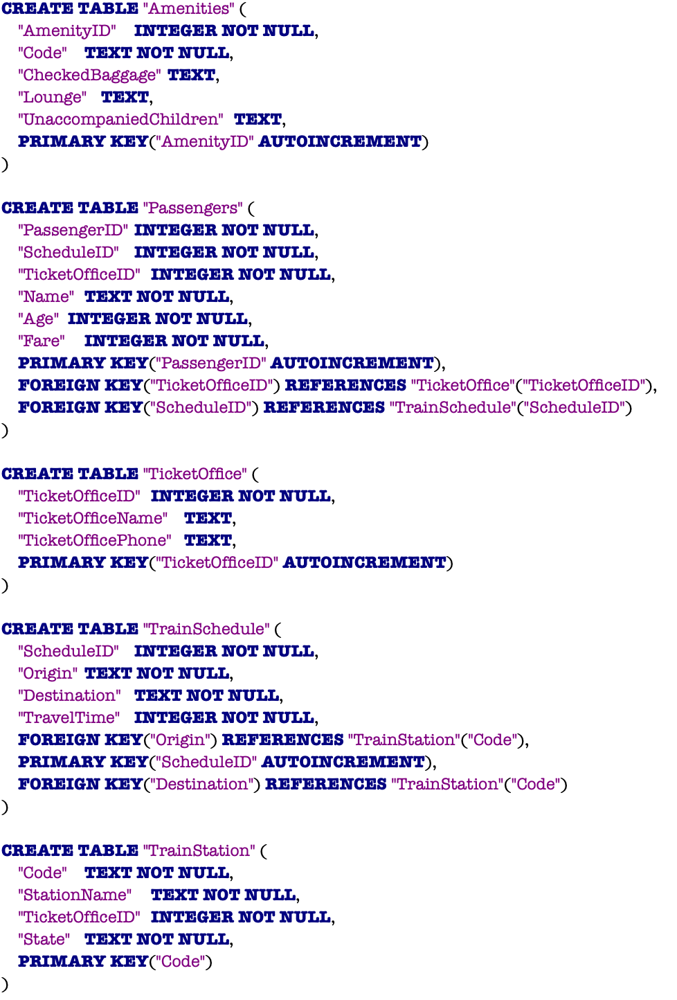 CREATE TABLE "Amenities" (
"AmenityID" INTEGER NOT NULL,
"Code" TEXT NOT NULL,
"CheckedBaggage" TEXT,
"Lounge" TEXT,
"UnaccompaniedChildren" TEXT,
PRIMARY KEY("AmenityID" AUTOINCREMENT)
)
CREATE TABLE "Passengers" (
"PassengerID" INTEGER NOT NULL,
"ScheduleID" INTEGER NOT NULL,
"TicketOfficeID" INTEGER NOT NULL,
"Name" TEXT NOT NULL,
"Age" INTEGER NOT NULL,
"Fare" INTEGER NOT NULL,
PRIMARY KEY("PassengerID" AUTOINCREMENT),
FOREIGN KEY("TicketOfficeID") REFERENCES "TicketOffice"("TicketOfficeID"),
FOREIGN KEY("ScheduleID") REFERENCES "TrainSchedule"("ScheduleID")
)
CREATE TABLE "TicketOffice" (
"TicketOfficeID" INTEGER NOT NULL,
"TicketOfficeName" TEXT,
"TicketOfficePhone" TEXT,
PRIMARY KEY("TicketOfficeID" AUTOINCREMENT)
)
CREATE TABLE "TrainSchedule" (
"ScheduleID" INTEGER NOT NULL,
"Origin" TEXT NOT NULL,
"Destination" TEXT NOT NULL,
"TravelTime" INTEGER NOT NULL,
FOREIGN KEY("Origin") REFERENCES "TrainStation"("Code"),
PRIMARY KEY("ScheduleID" AUTOINCREMENT),
FOREIGN KEY("Destination") REFERENCES "TrainStation"("Code")
)
CREATE TABLE "TrainStation" (
"Code" TEXT NOT NULL,
"StationName" TEXT NOT NULL,
"TicketOfficeID" INTEGER NOT NULL,
"State" TEXT NOT NULL,
PRIMARY KEY("Code")
)